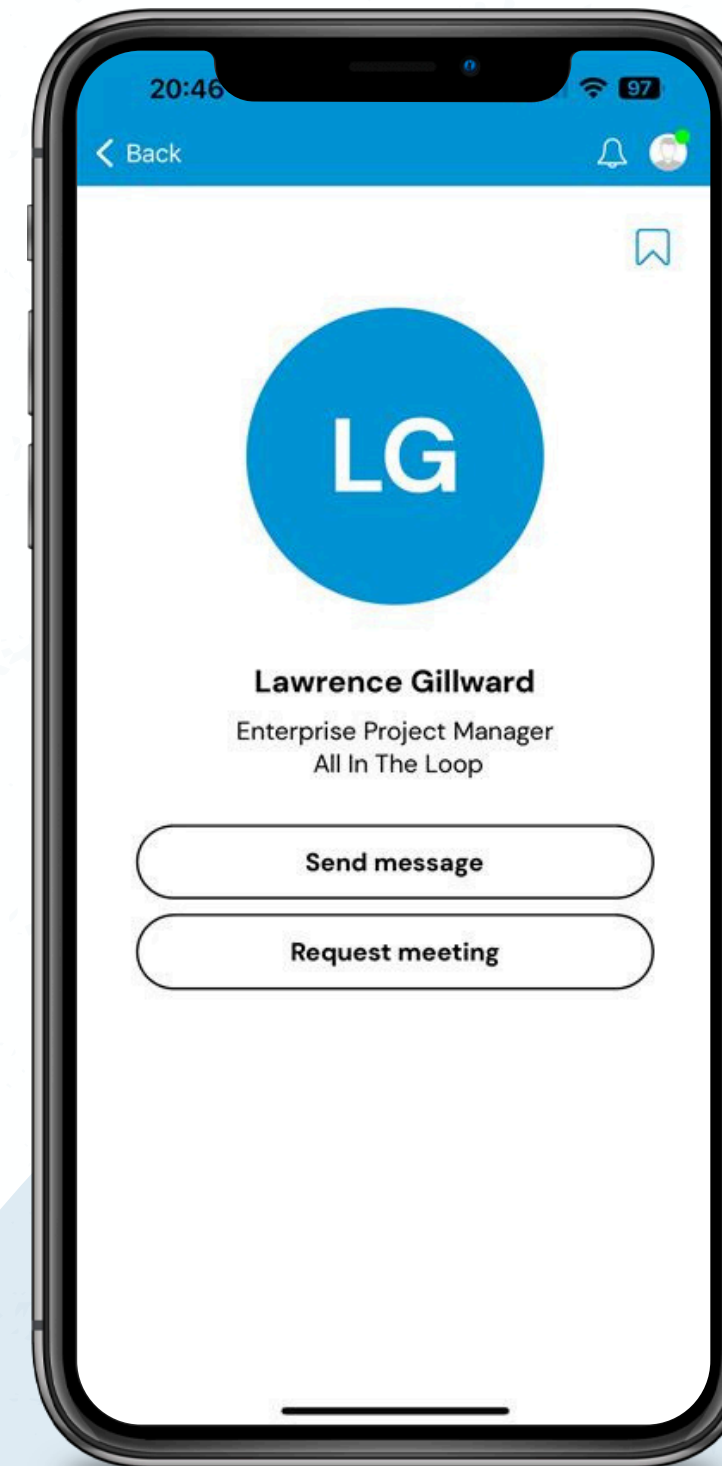 20:46
97
Back
LG
Lawrence Gillward
Enterprise Project Manager
All In The Loop
Send message
Request meeting